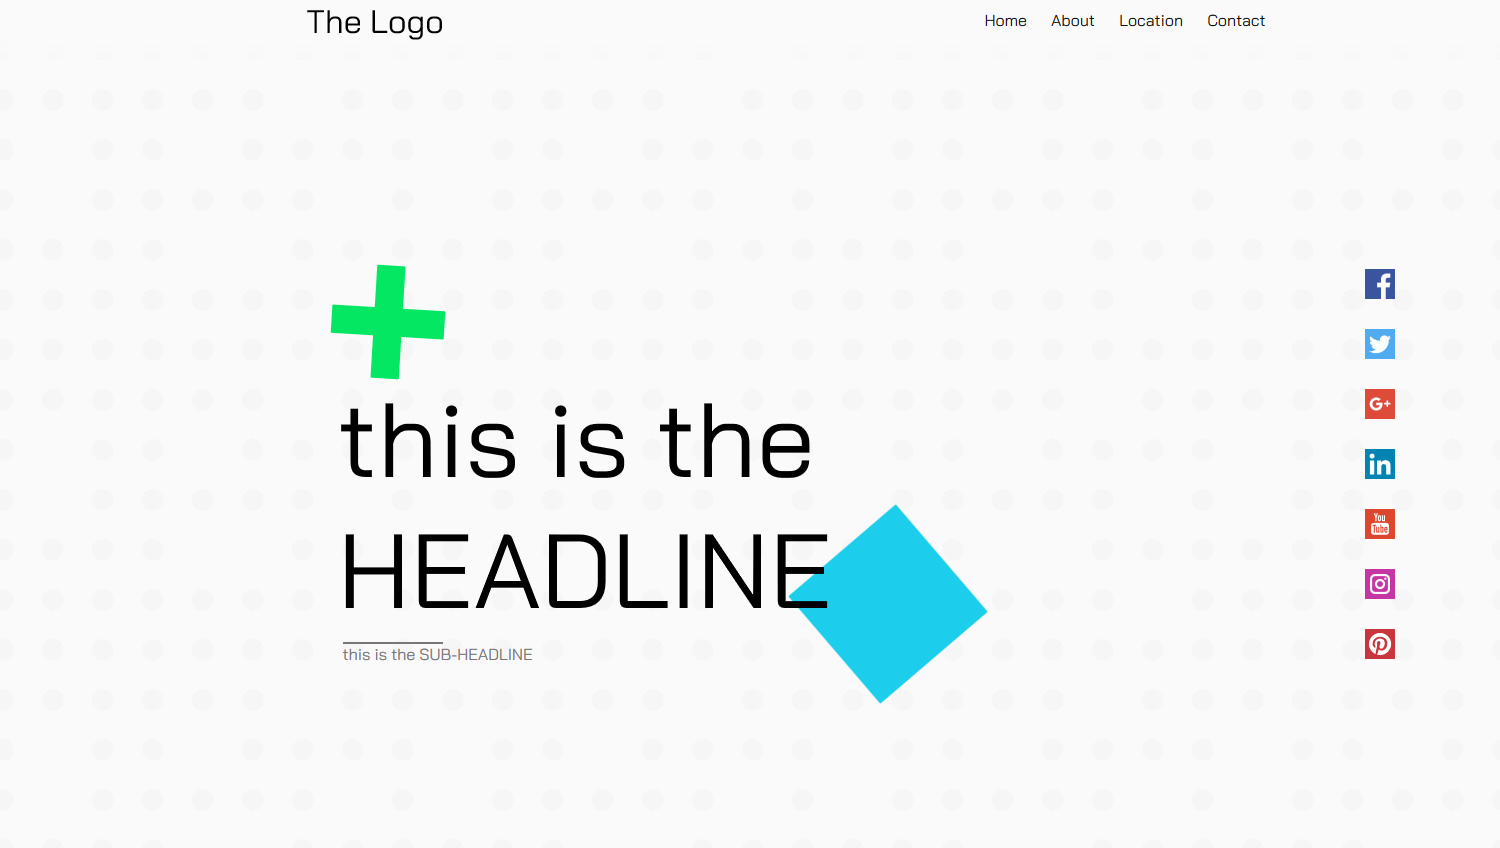 The Logo
Home About Location Contact
this is the
HEADLINE
this is the SUB-HEADLINE
f
G+
in
You
Tube